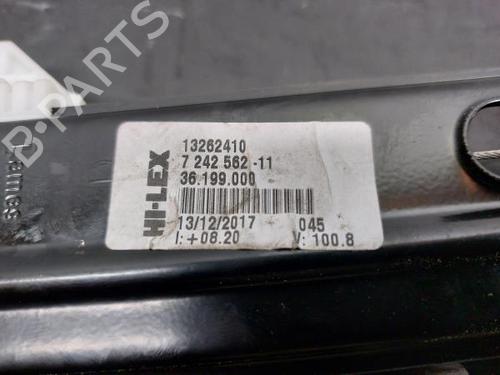 B-PARTS
HI-LEX
13262410
7 242 562 -11
36.199.000
13/12/2017 045
I: +08.20 V: 100.8